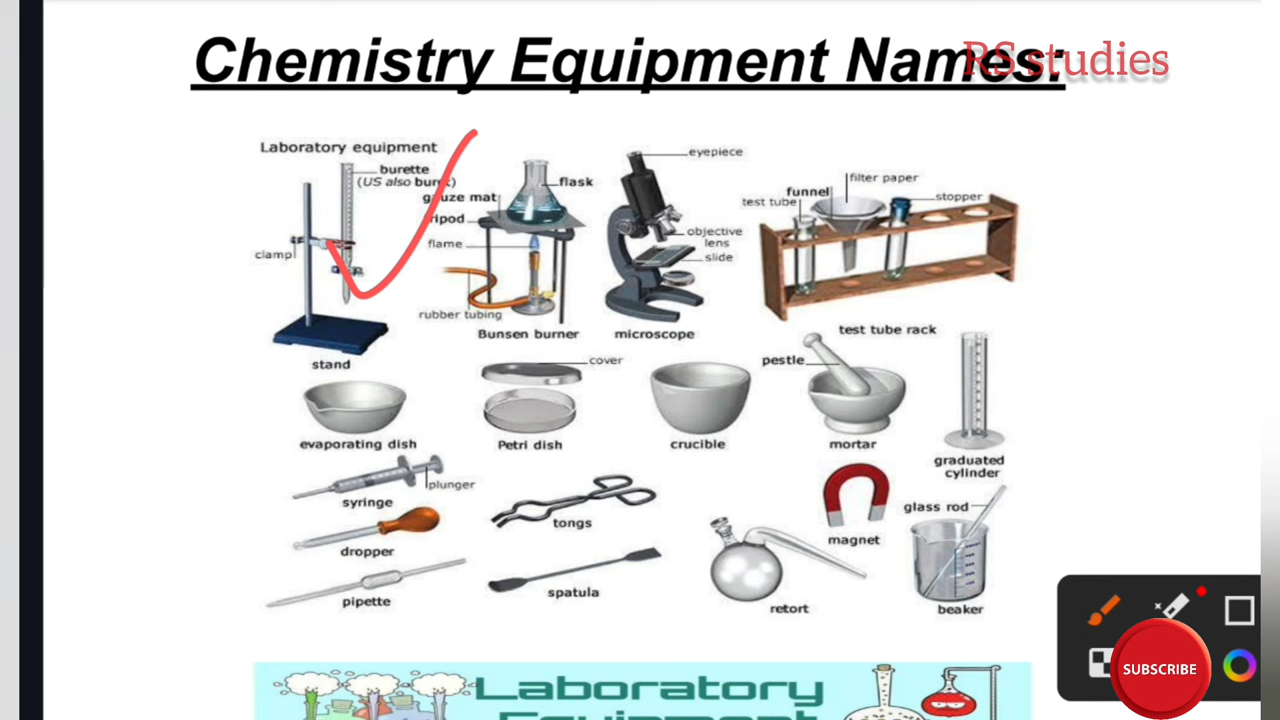 Chemistry Equipment Names:
RS studies
Laboratory equipment
burette
(US also buret)
clamp
stand
gauze mat
tripod
flame
rubber tubing
flask
Bunsen burner
eyepiece
objective
lens
slide
microscope
test tube
funnel
filter paper
stopper
test tube rack
evaporating dish
cover
Petri dish
crucible
pestle
mortar
graduated
cylinder
syringe
plunger
dropper
pipette
tongs
spatula
retort
magnet
glass rod
beaker
SUBSCRIBE
Laboratory
Equipment